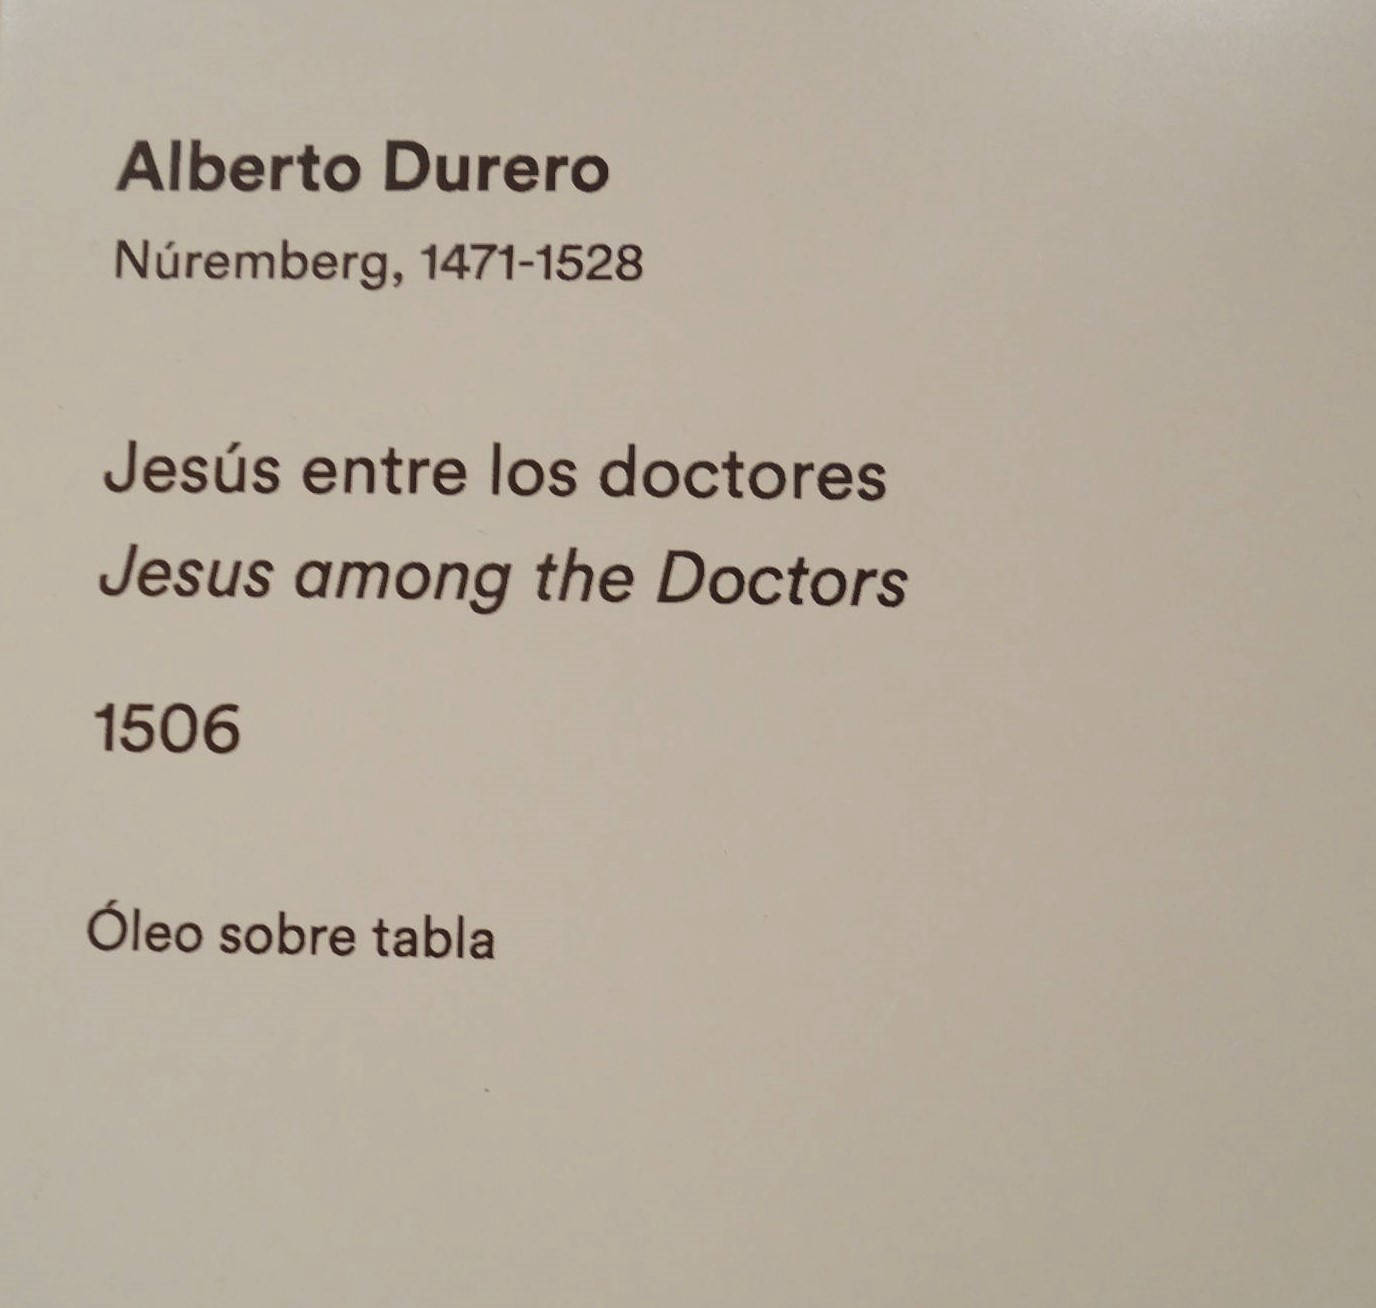 Alberto Durero
Núremberg, 1471-1528
Jesús entre los doctores
Jesus among the Doctors
1506
Óleo sobre tabla